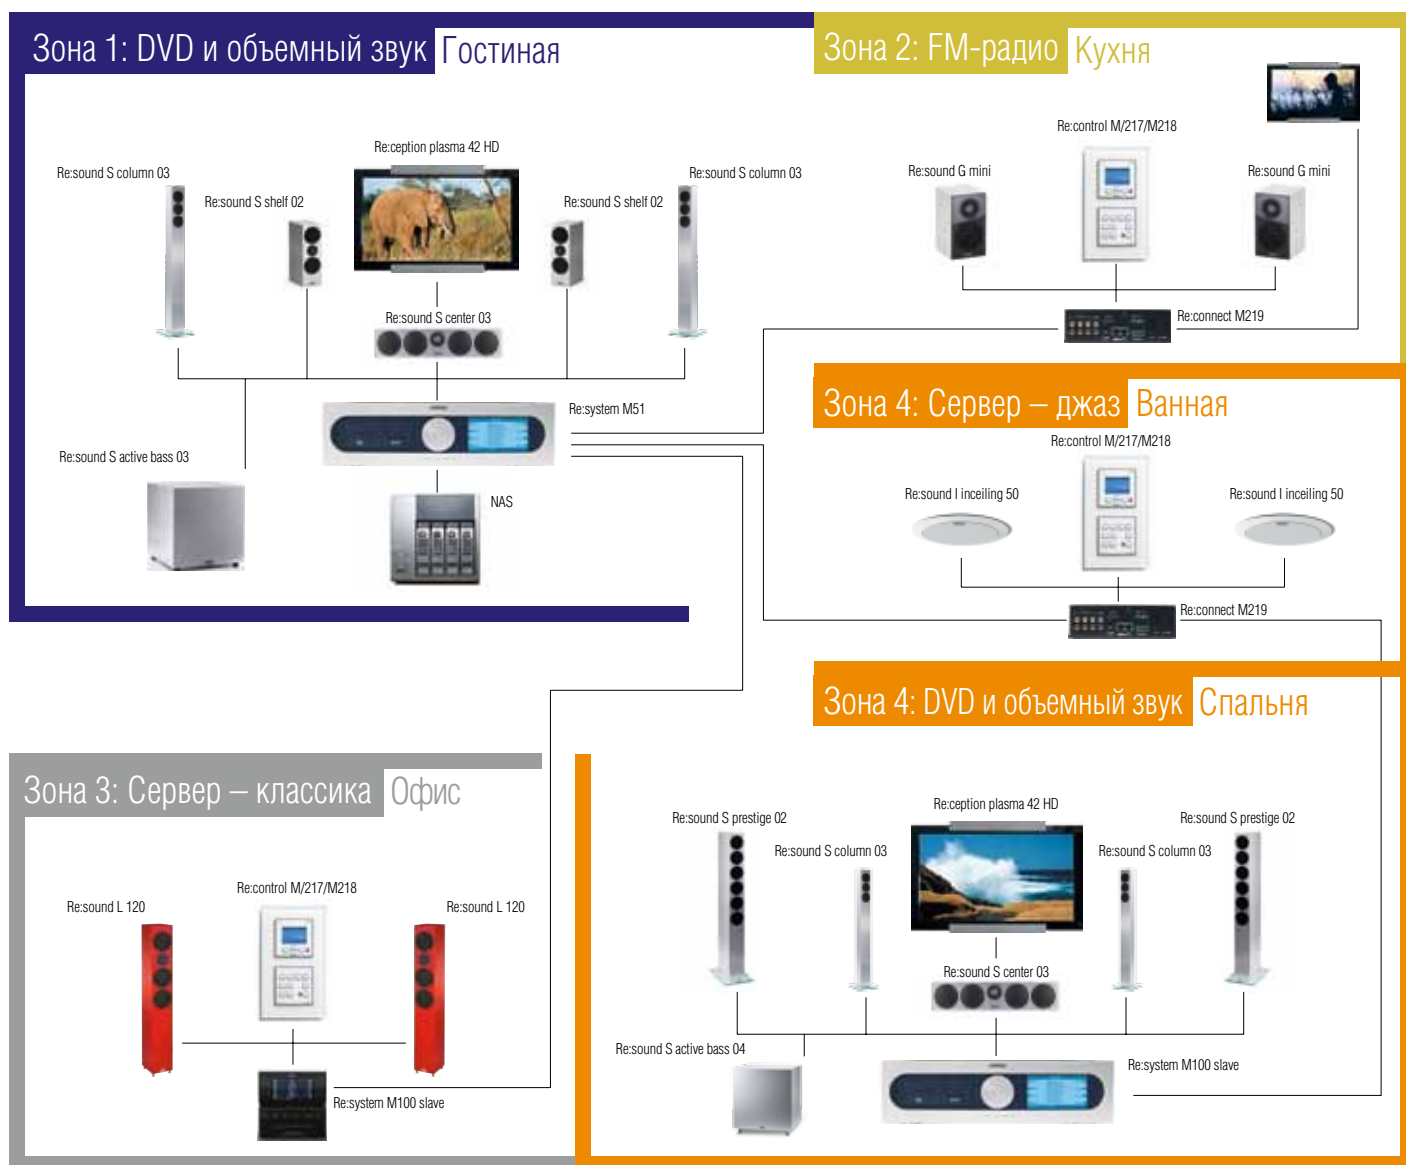 Зона 1: DVD и объемный звук Гостиная
Re:ception plasma 42 HD
Re:sound S column 03
Re:sound S column 03
Re:sound S shelf 02
Re:sound S shelf 02
Re:sound S center 03
Re:system M51
Re:sound S active bass 03
NAS
Зона 2: FM-радио Кухня
Re:control M/217/M218
Re:sound G mini
Re:sound G mini
Re:connect M219
Зона 4: Сервер – джаз Ванная
Re:control M/217/M218
Re:sound I inceiling 50
Re:sound I inceiling 50
Re:connect M219
Зона 3: Сервер – классика Офис
Re:control M/217/M218
Re:sound L 120
Re:sound L 120
Re:system M100 slave
Зона 4: DVD и объемный звук Спальня
Re:ception plasma 42 HD
Re:sound S prestige 02
Re:sound S prestige 02
Re:sound S column 03
Re:sound S column 03
Re:sound S center 03
Re:sound S active bass 04
Re:system M100 slave